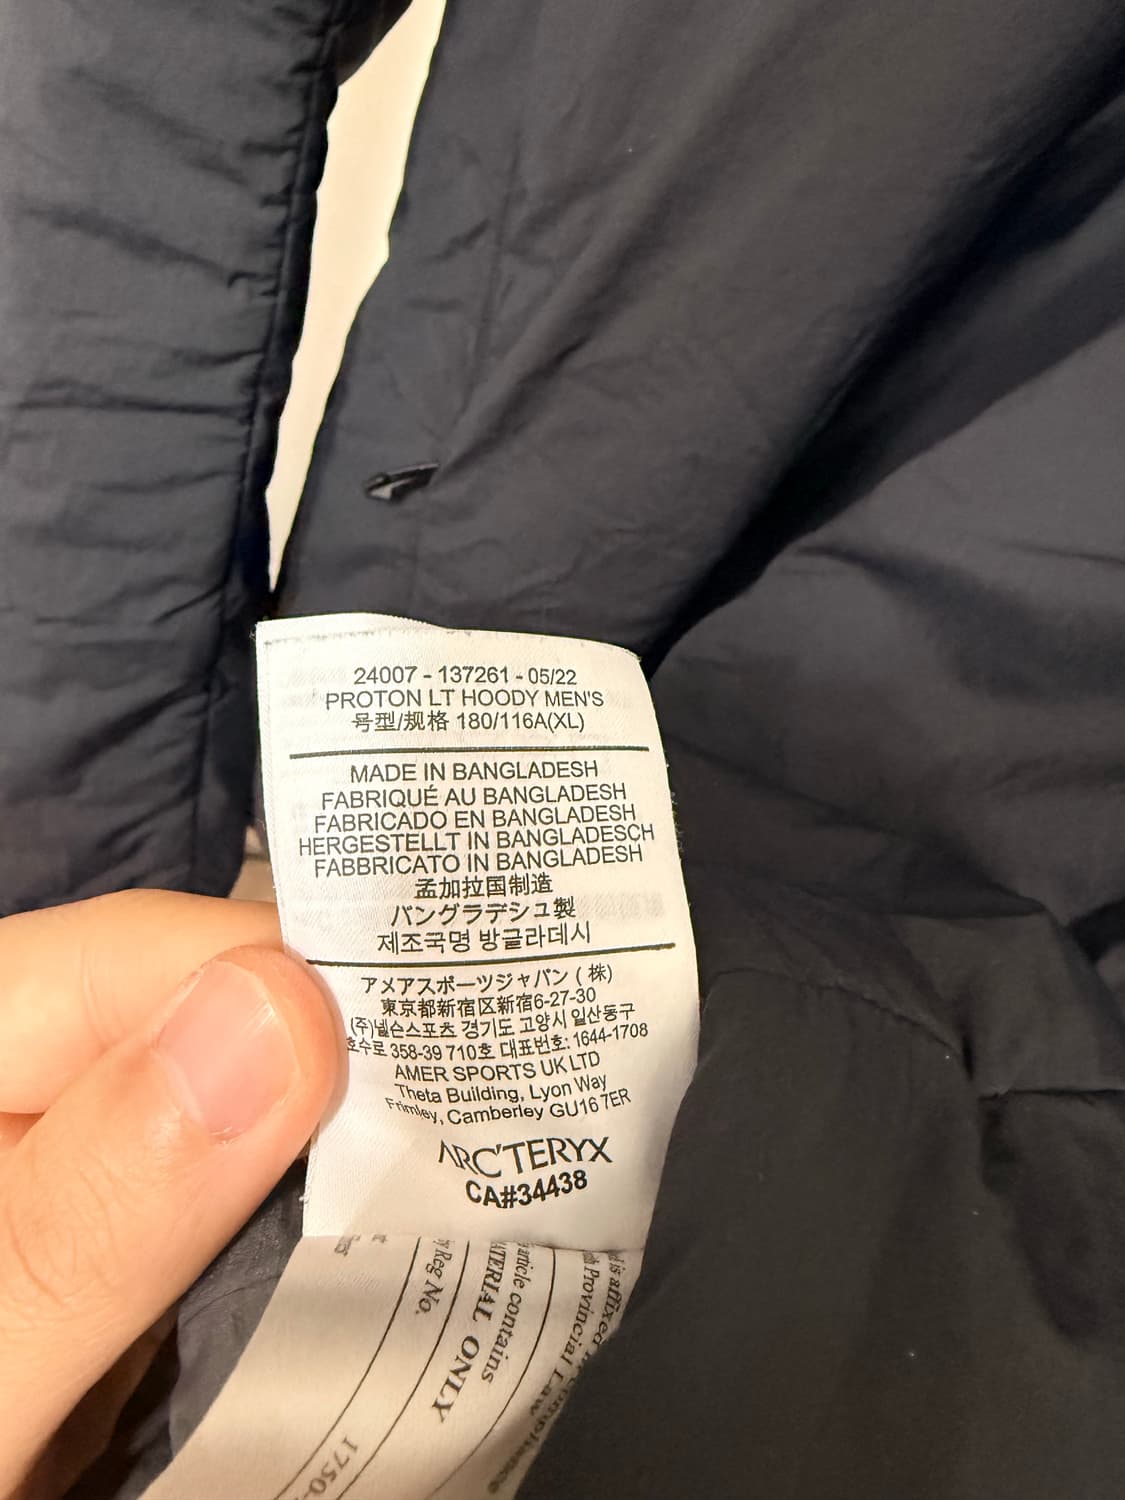 24007 - 137261 - 05/22
PROTON LT HOODY MEN'S
号型/规格 180/116A(XL)
MADE IN BANGLADESH
FABRIQUÉ AU BANGLADESH
FABRICADO EN BANGLADESH
HERGESTELLT IN BANGLADESCH
FABBRICATO IN BANGLADESH
孟加拉国制造
バングラデシュ製
제조국명 방글라데시
アメアスポーツジャパン (株)
東京都新宿区新宿6-27-30
(주)넬슨스포츠 경기도 고양시 일산동구
호수로 358-39 710호 대표번호: 1644-1708
AMER SPORTS UK LTD
Theta Building, Lyon Way
Frimley, Camberley GU16 7ER
ARC'TERYX
CA#34438
Provincial Law
is affixed
article contains
MATERIAL ONLY
Reg No.
1750-